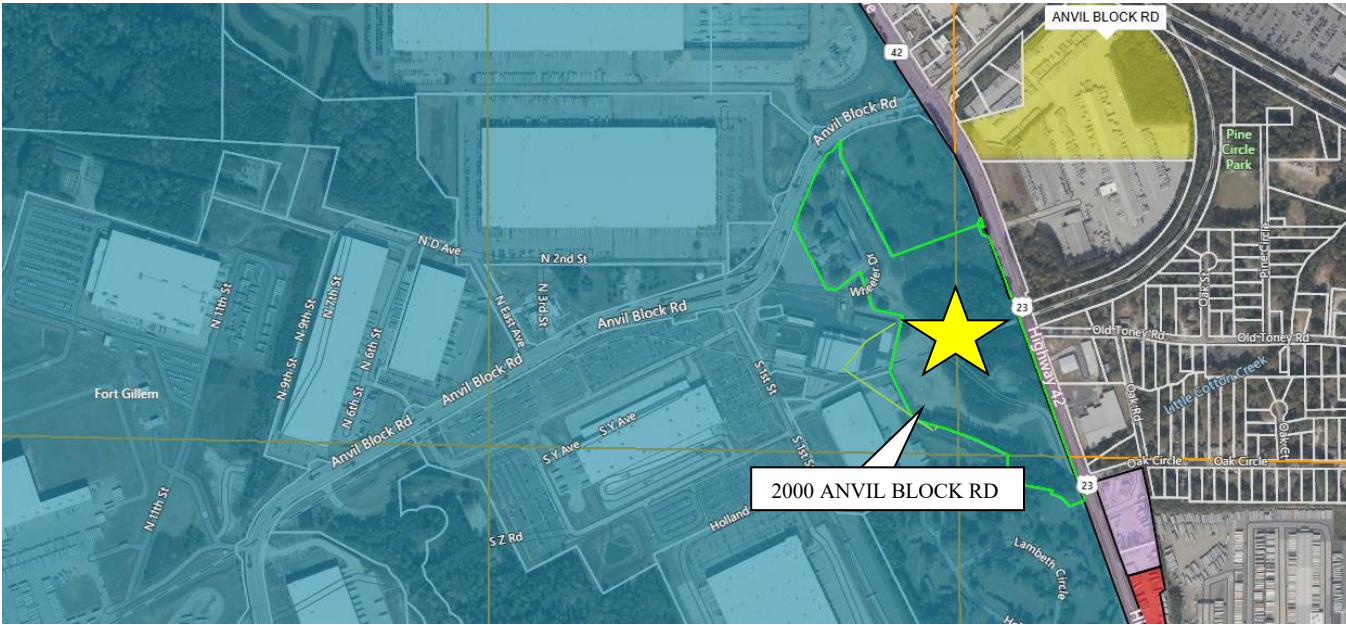 ANVIL BLOCK RD
42
Anvil Block Rd
Pine
Circle
Park
N D Ave
N 2nd St
Pine Circle
Oak St
Wheeler Dr
N 11th St
N 9th St
N 7th St
N 6th St
N East Ave
N 3rd St
Anvil Block Rd
23
Highway 42
Old Toney Rd
Old Toney Rd
Little Cotton Creek
Fort Gillem
N 9th St
N 6th St
Anvil Block Rd
S 1st St
Oak Rd
Oak Ct
Anvil Block Rd
S Y Ave
S Y Ave
S 1st St
Oak Circle
Oak Circle
23
2000 ANVIL BLOCK RD
N 11th St
Holland
S Z Rd
Lambeth Circle